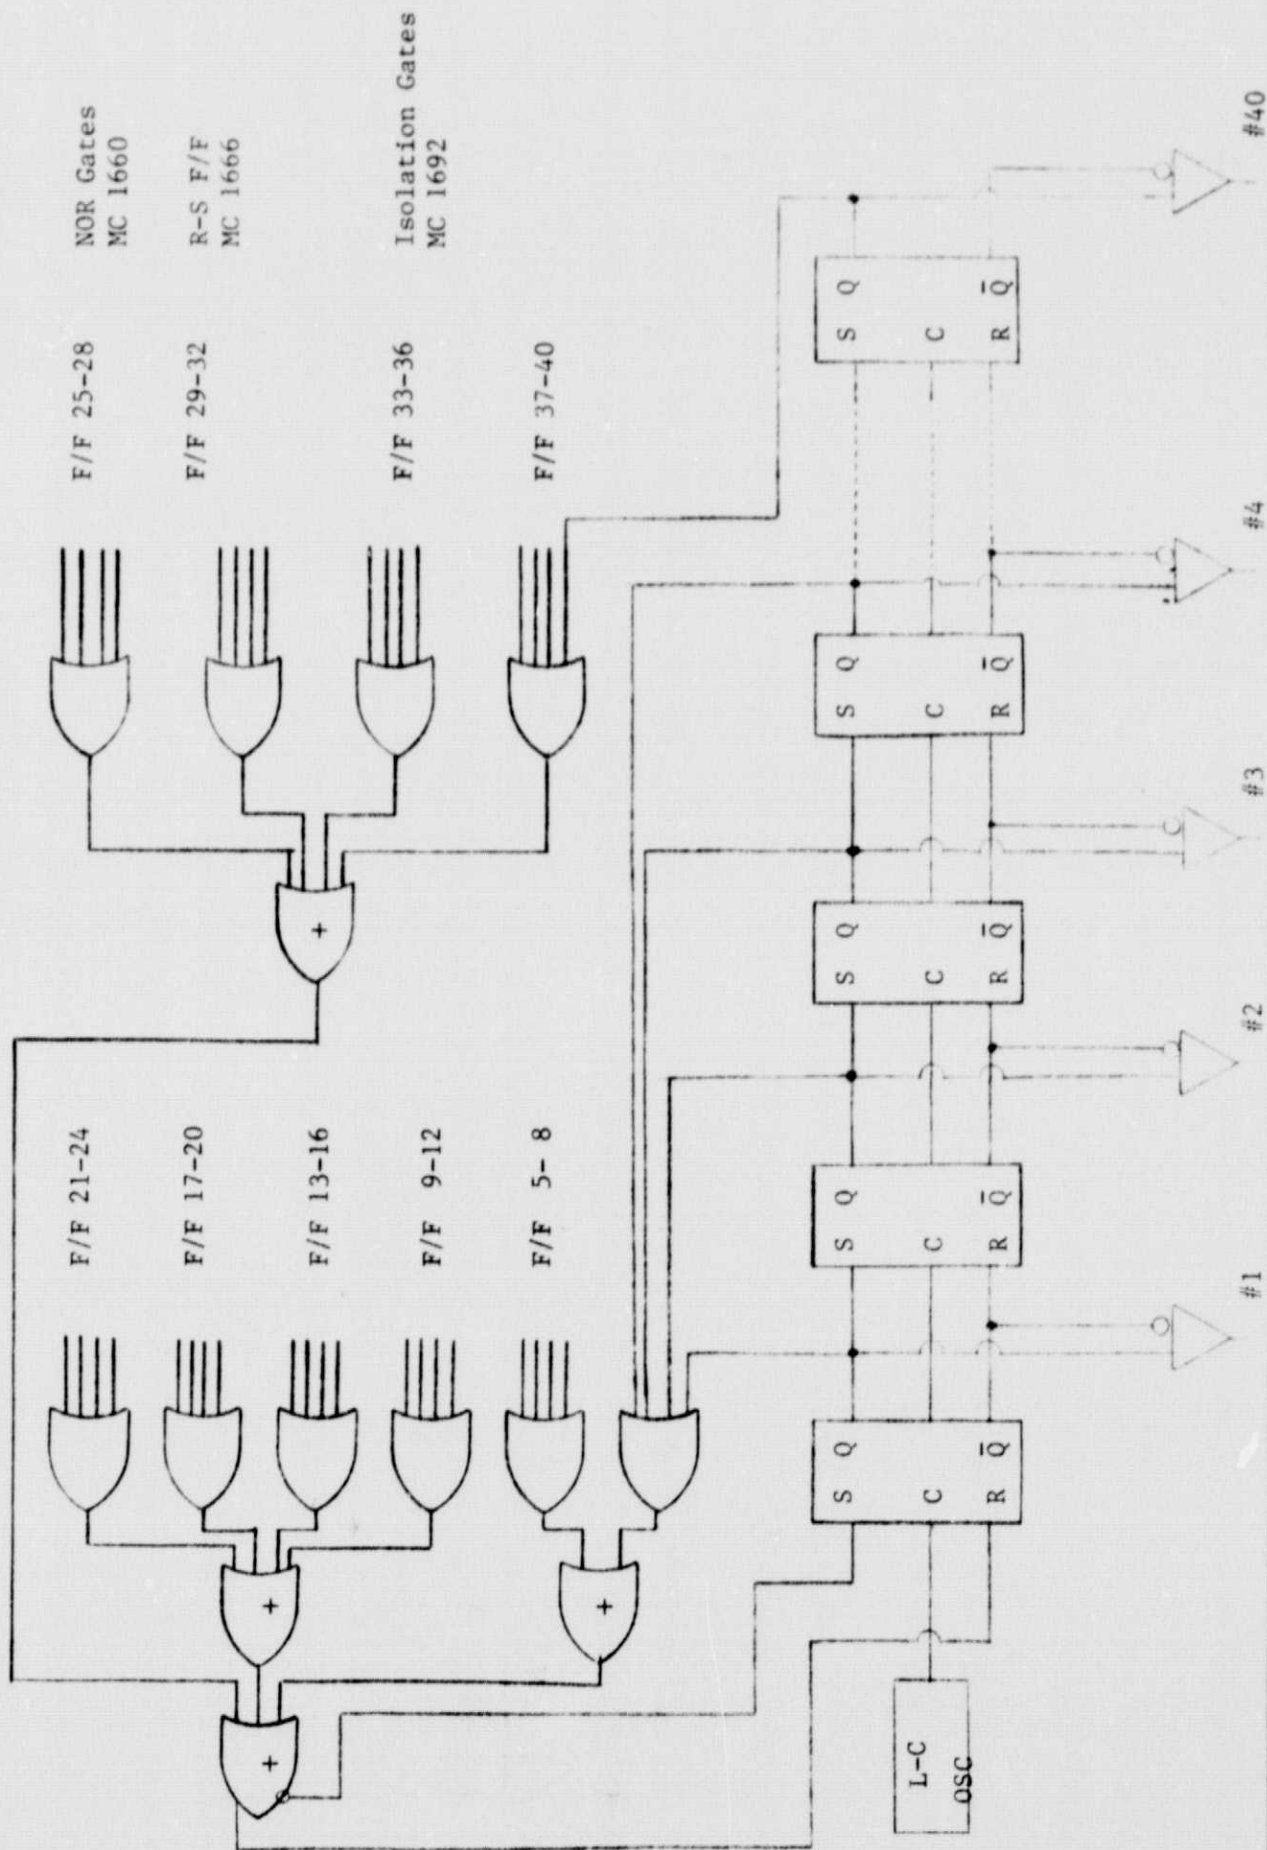 NOR Gates
MC 1660
R-S F/F
MC 1666
Isolation Gates
MC 1692
F/F 21-24
F/F 17-20
F/F 13-16
F/F 9-12
F/F 5- 8
F/F 25-28
F/F 29-32
F/F 33-36
F/F 37-40
+
+
+
+
L-C
OSC
S Q
C
R Q̄
S Q
C
R Q̄
S Q
C
R Q̄
S Q
C
R Q̄
S Q
C
R Q̄
#1
#2
#3
#4
#40